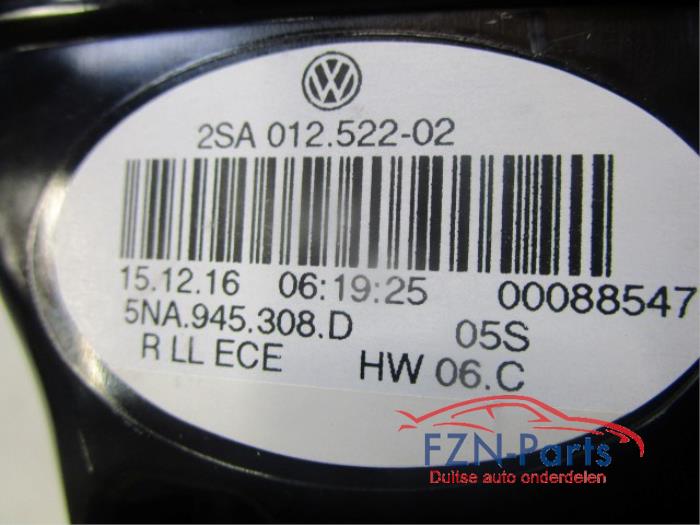 VW
2SA 012.522-02
15.12.16 06:19:25 00088547
5NA.945.308.D 05S
R LL ECE HW 06.C
FZN-Parts
Duitse auto onderdelen